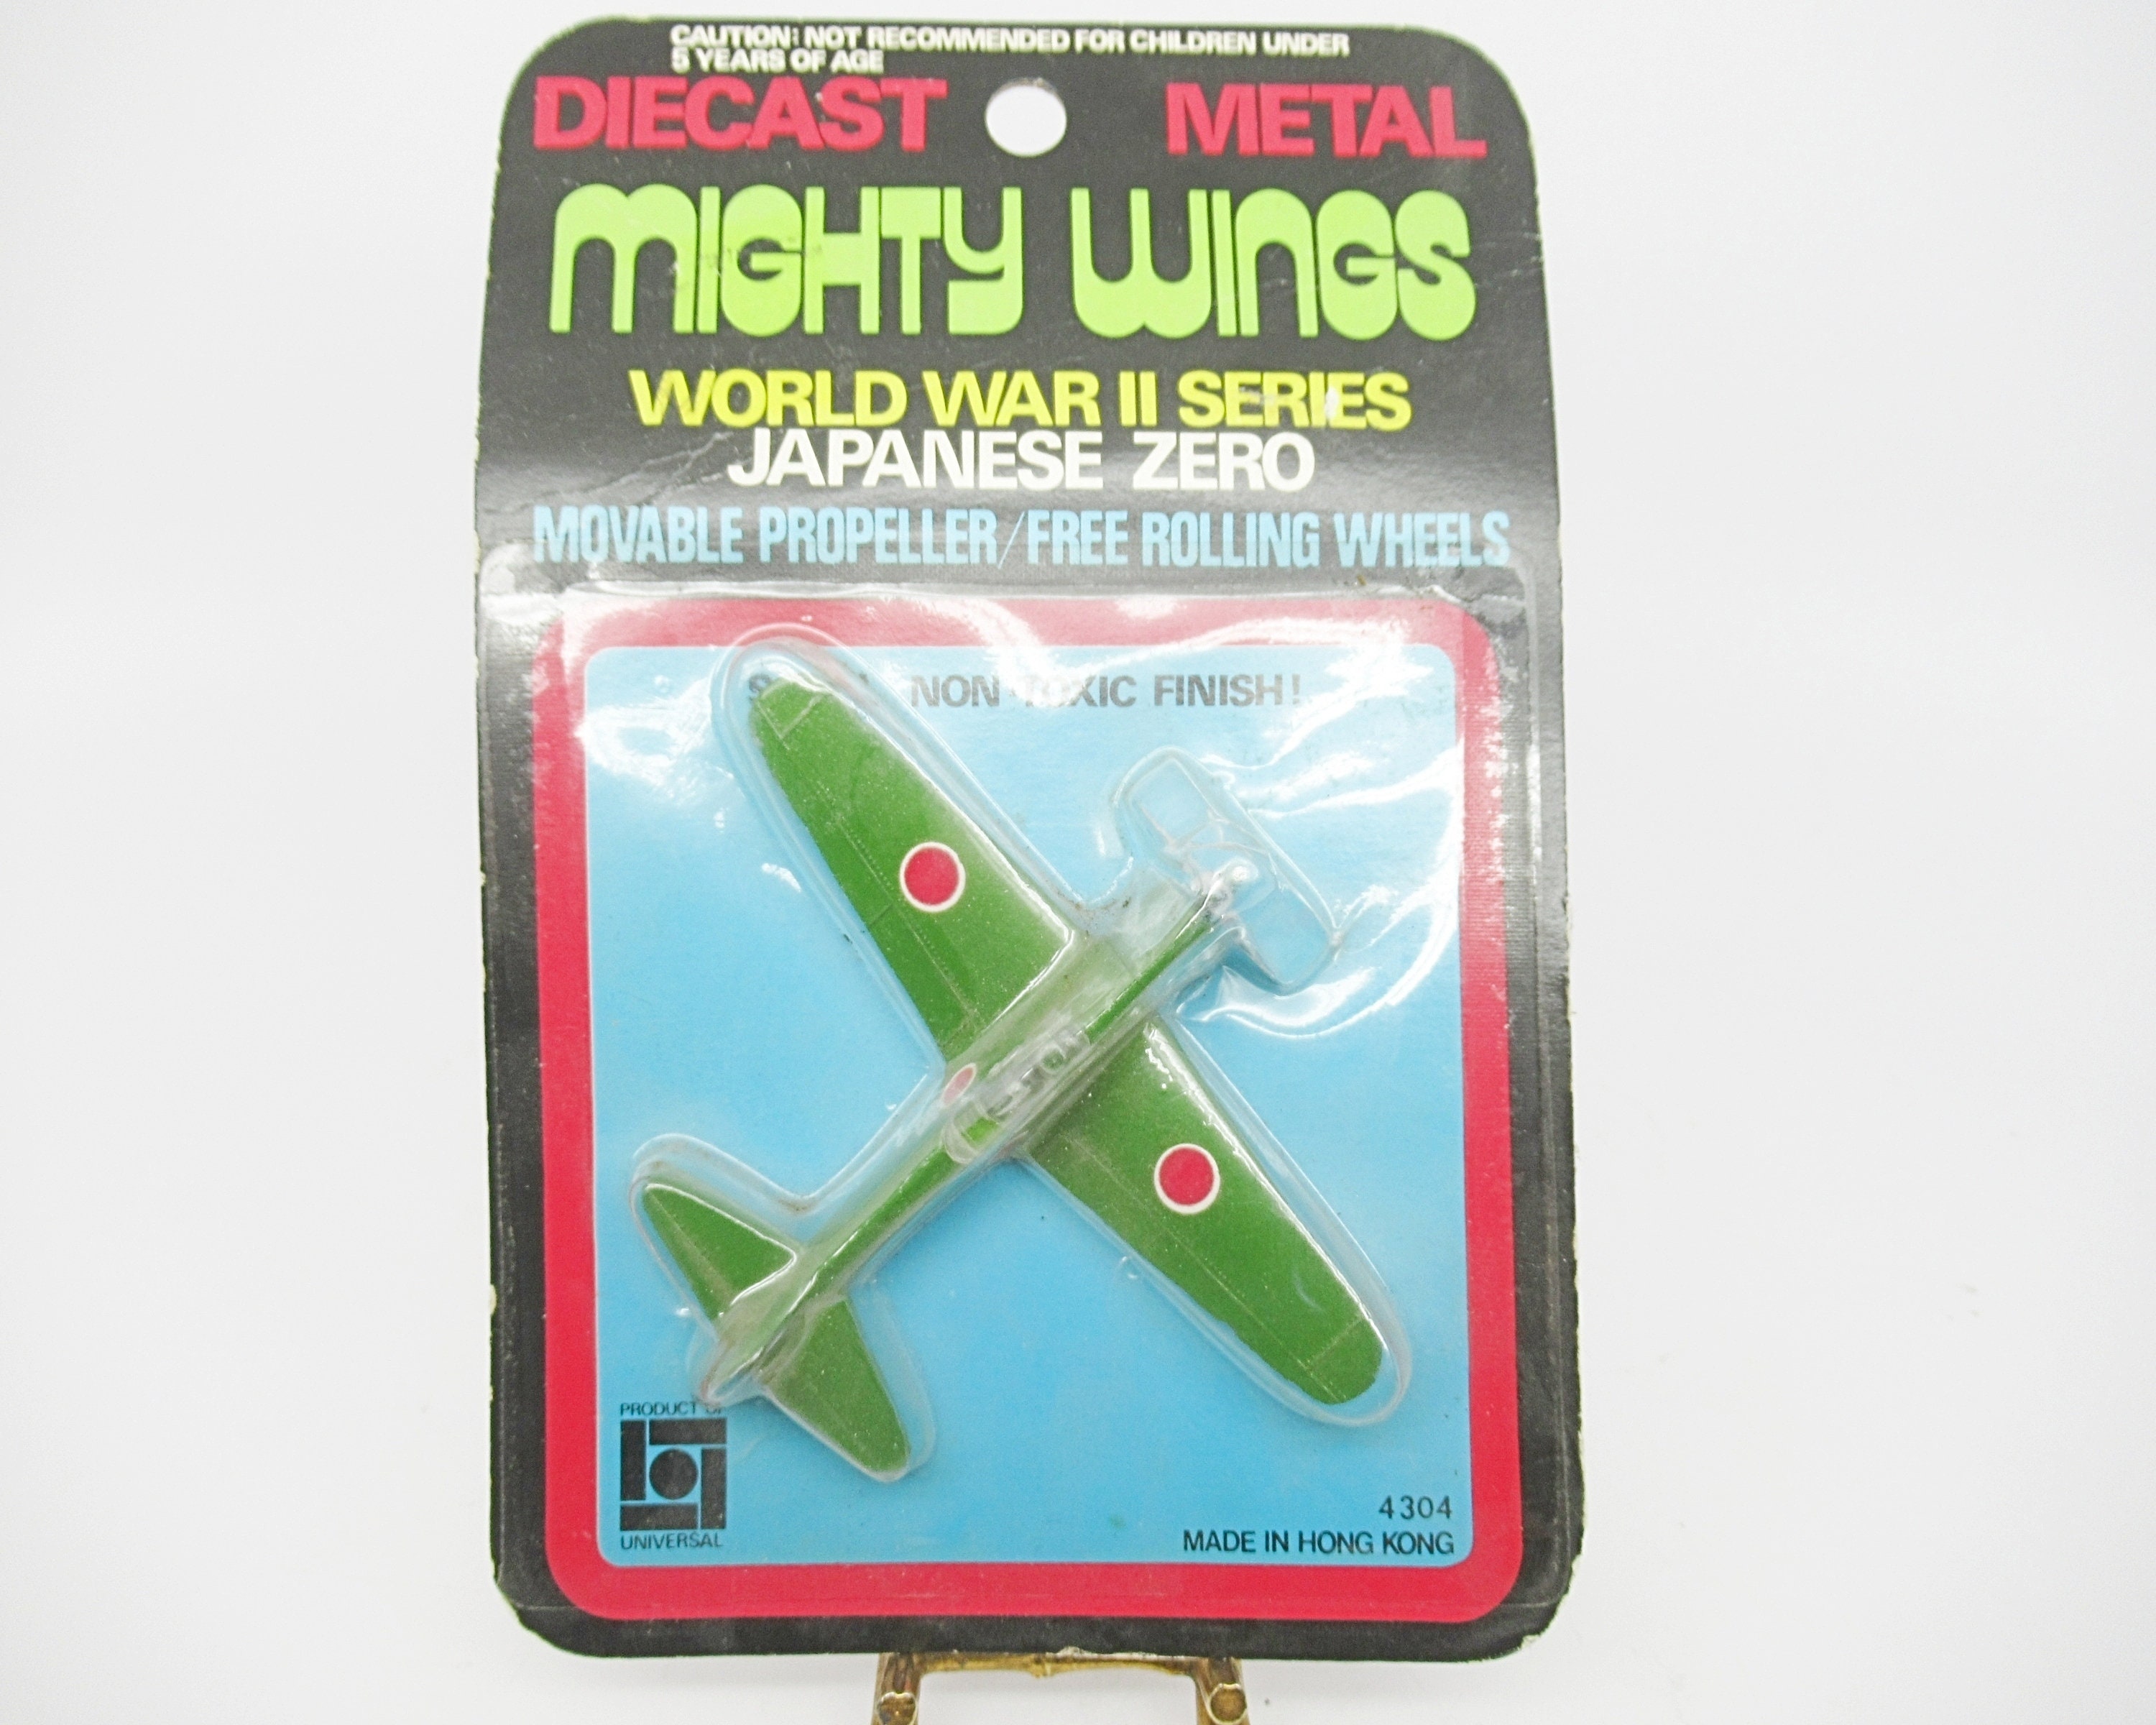 CAUTION: NOT RECOMMENDED FOR CHILDREN UNDER
5 YEARS OF AGE
DIECAST METAL
MIGHTY WINGS
WORLD WAR II SERIES
JAPANESE ZERO
MOVABLE PROPELLER/FREE ROLLING WHEELS
NON-TOXIC FINISH!
PRODUCT OF
UNIVERSAL
4304
MADE IN HONG KONG